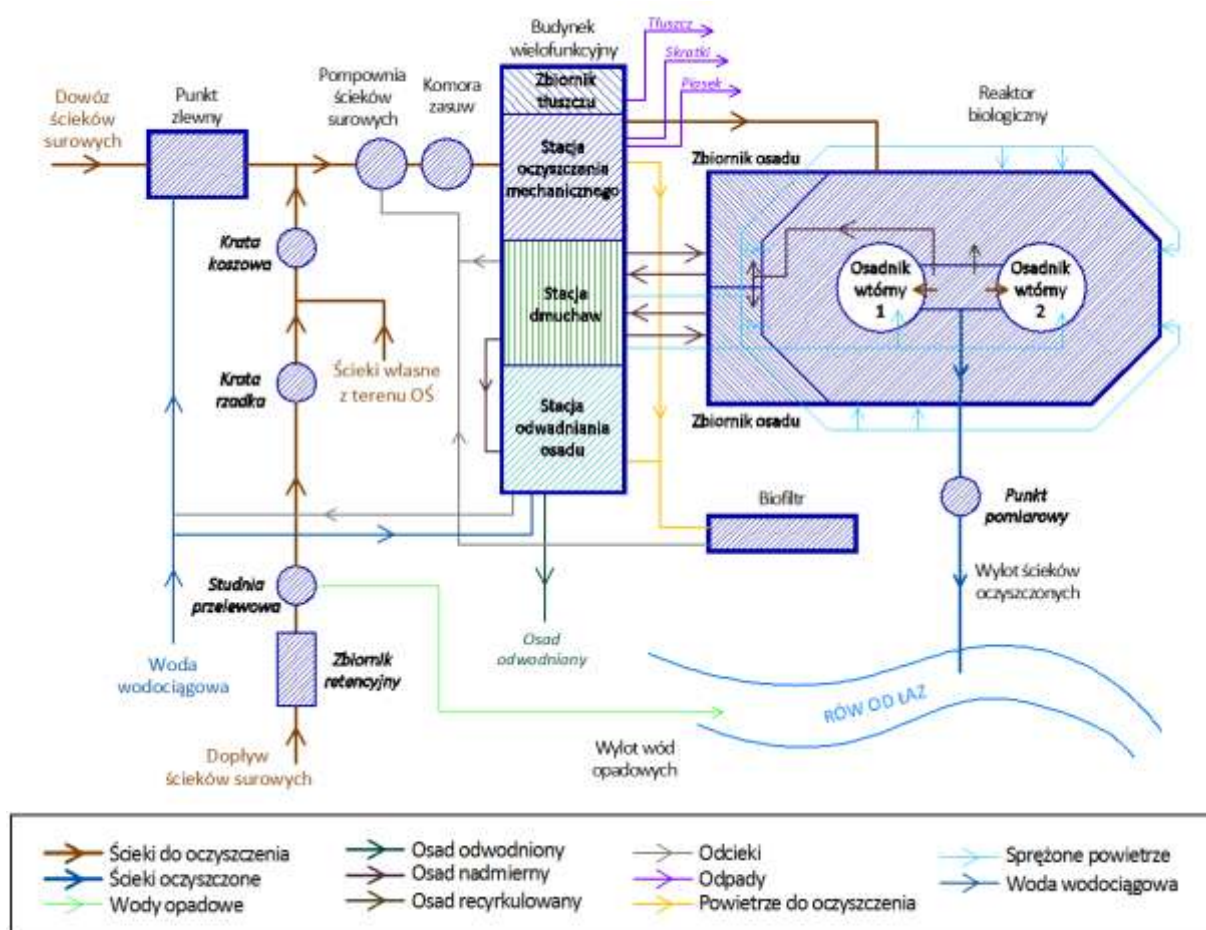 Budynek
wielofunkcyjny
Tłuszcz
Skratki
Piasek
Dowóz
ścieków
surowych
Punkt
zlewny
Pompownia
ścieków
surowych
Komora
zasuw
Zbiornik
tłuszczu
Stacja
oczyszczania
mechanicznego
Stacja
dmuchaw
Stacja
odwadniania
osadu
Reaktor
biologiczny
Zbiornik osadu
Osadnik
wtórny
1
Osadnik
wtórny
2
Zbiornik osadu
Krata
koszowa
Krata
rzadka
Ścieki własne
z terenu OŚ
Biofiltr
Punkt
pomiarowy
Studnia
przelewowa
Wylot ścieków
oczyszczonych
Woda
wodociągowa
Zbiornik
retencyjny
Osad
odwadniany
RÓW OD ŁAZ
Dopływ
ścieków surowych
Wylot wód
opadowych
Ścieki do oczyszczenia
Ścieki oczyszczone
Wody opadowe
Osad odwodniony
Osad nadmierny
Osad recyrkulowany
Odcieki
Odpady
Powietrze do oczyszczenia
Sprężone powietrze
Woda wodociągowa